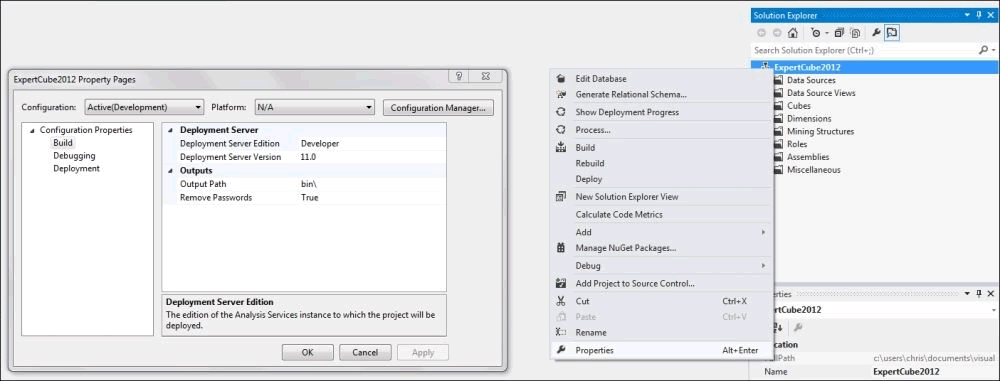 ExpertCube2012 Property Pages
Configuration: Active(Development) Platform: N/A Configuration Manager...
Configuration Properties
Build
Debugging
Deployment
Deployment Server
Deployment Server Edition Developer
Deployment Server Version 11.0
Outputs
Output Path bin\
Remove Passwords True
Deployment Server Edition
The edition of the Analysis Services instance to which the project will be
deployed.
OK Cancel Apply
Edit Database
Generate Relational Schema...
Show Deployment Progress
Process...
Build
Rebuild
Deploy
New Solution Explorer View
Calculate Code Metrics
Add
Manage NuGet Packages...
Debug
Add Project to Source Control...
Cut Ctrl+X
Paste Ctrl+V
Rename
Properties Alt+Enter
Solution Explorer
Search Solution Explorer (Ctrl+;)
ExpertCube2012
Data Sources
Data Source Views
Cubes
Dimensions
Mining Structures
Roles
Assemblies
Miscellaneous
erties
ertCube2012
cation
Path c:\users\chris\documents\visual
Name ExpertCube2012